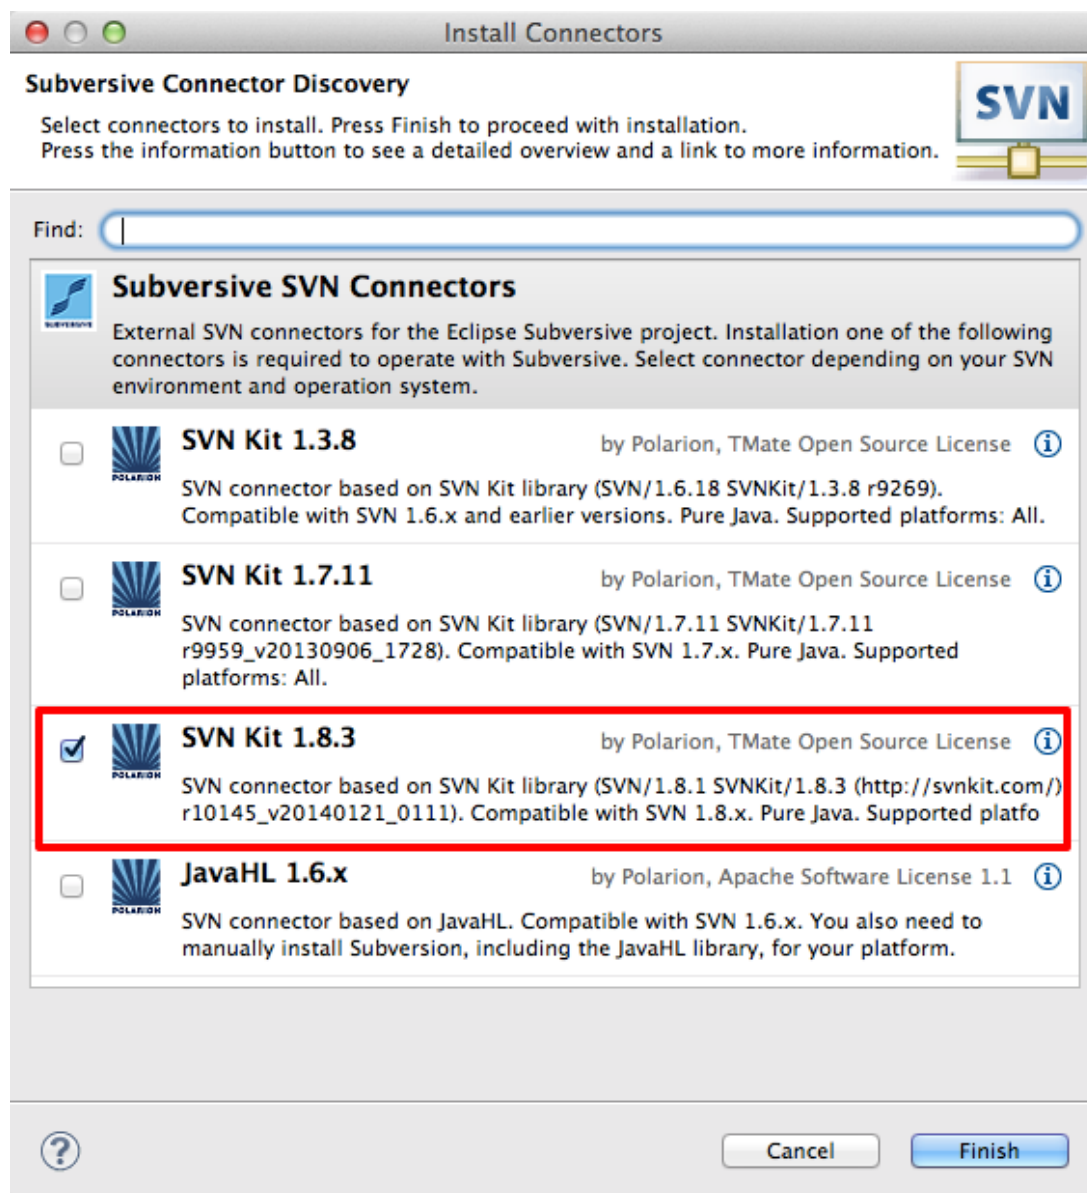 Install Connectors
Subversive Connector Discovery
Select connectors to install. Press Finish to proceed with installation.
Press the information button to see a detailed overview and a link to more information.
SVN
Find:
SUBVERSIVE
Subversive SVN Connectors
External SVN connectors for the Eclipse Subversive project. Installation one of the following
connectors is required to operate with Subversive. Select connector depending on your SVN
environment and operation system.
SVN Kit 1.3.8
by Polarion, TMate Open Source License
POLARION
SVN connector based on SVN Kit library (SVN/1.6.18 SVNKit/1.3.8 r9269).
Compatible with SVN 1.6.x and earlier versions. Pure Java. Supported platforms: All.
SVN Kit 1.7.11
by Polarion, TMate Open Source License
POLARION
SVN connector based on SVN Kit library (SVN/1.7.11 SVNKit/1.7.11
r9959_v20130906_1728). Compatible with SVN 1.7.x. Pure Java. Supported
platforms: All.
SVN Kit 1.8.3
by Polarion, TMate Open Source License
POLARION
SVN connector based on SVN Kit library (SVN/1.8.1 SVNKit/1.8.3 (http://svnkit.com/)
r10145_v20140121_0111). Compatible with SVN 1.8.x. Pure Java. Supported platfo
JavaHL 1.6.x
by Polarion, Apache Software License 1.1
POLARION
SVN connector based on JavaHL. Compatible with SVN 1.6.x. You also need to
manually install Subversion, including the JavaHL library, for your platform.
?
Cancel
Finish